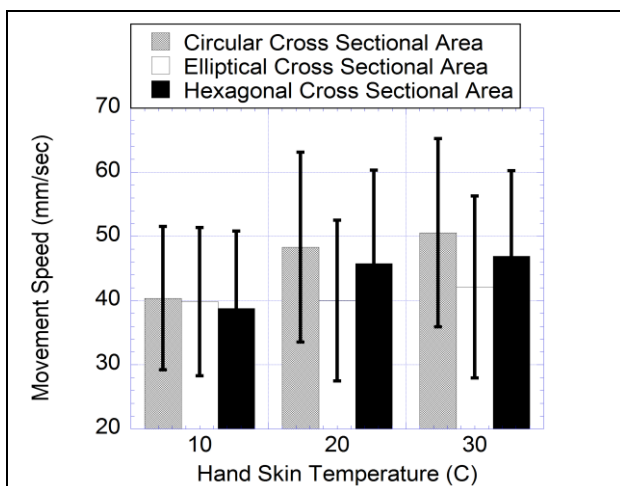 Circular Cross Sectional Area
Elliptical Cross Sectional Area
Hexagonal Cross Sectional Area
70
60
50
40
30
20
Movement Speed (mm/sec)
10 20 30
Hand Skin Temperature (C)